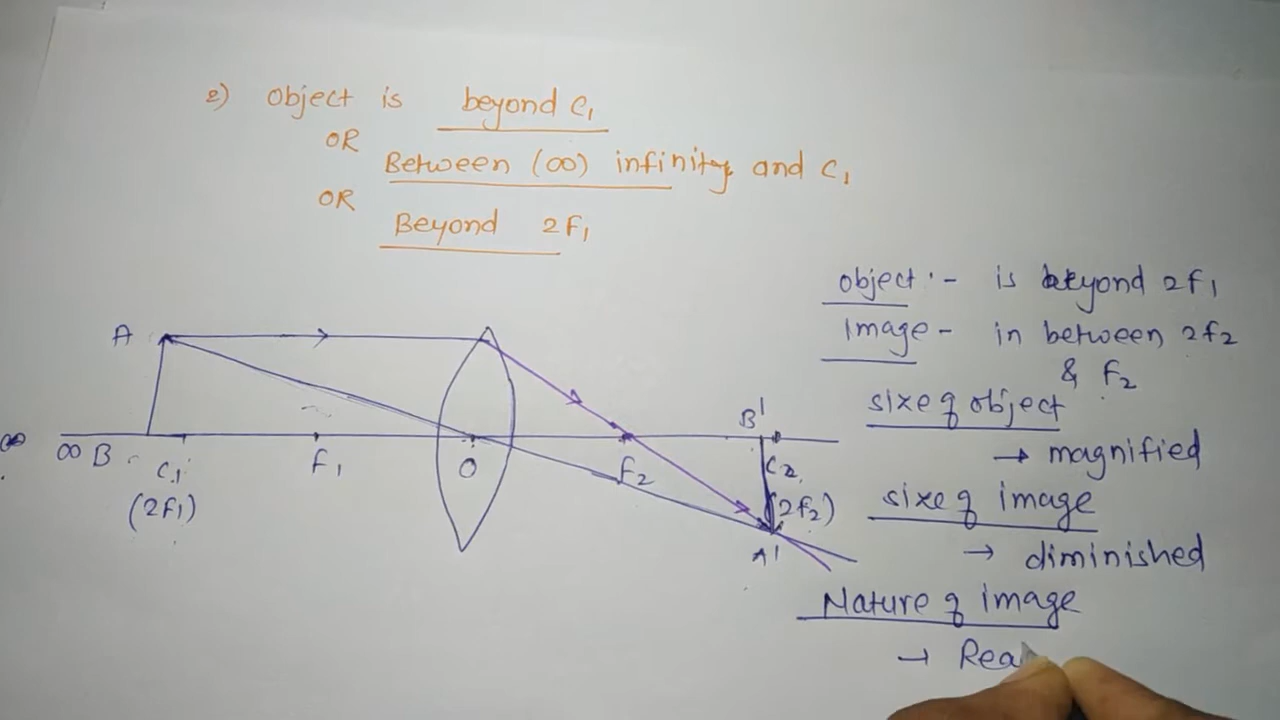 2) object is beyond C1
OR
Between (∞) infinity and C1
OR
Beyond 2F1
object :- is beyond 2f1
Image - in between 2f2
& F2
size of object
→ magnified
size of image
→ diminished
Nature of image
→ Rea
A
B'
∞ ∞ B
C1
F1
O
F2
C2
(2F1)
(2f2)
A'